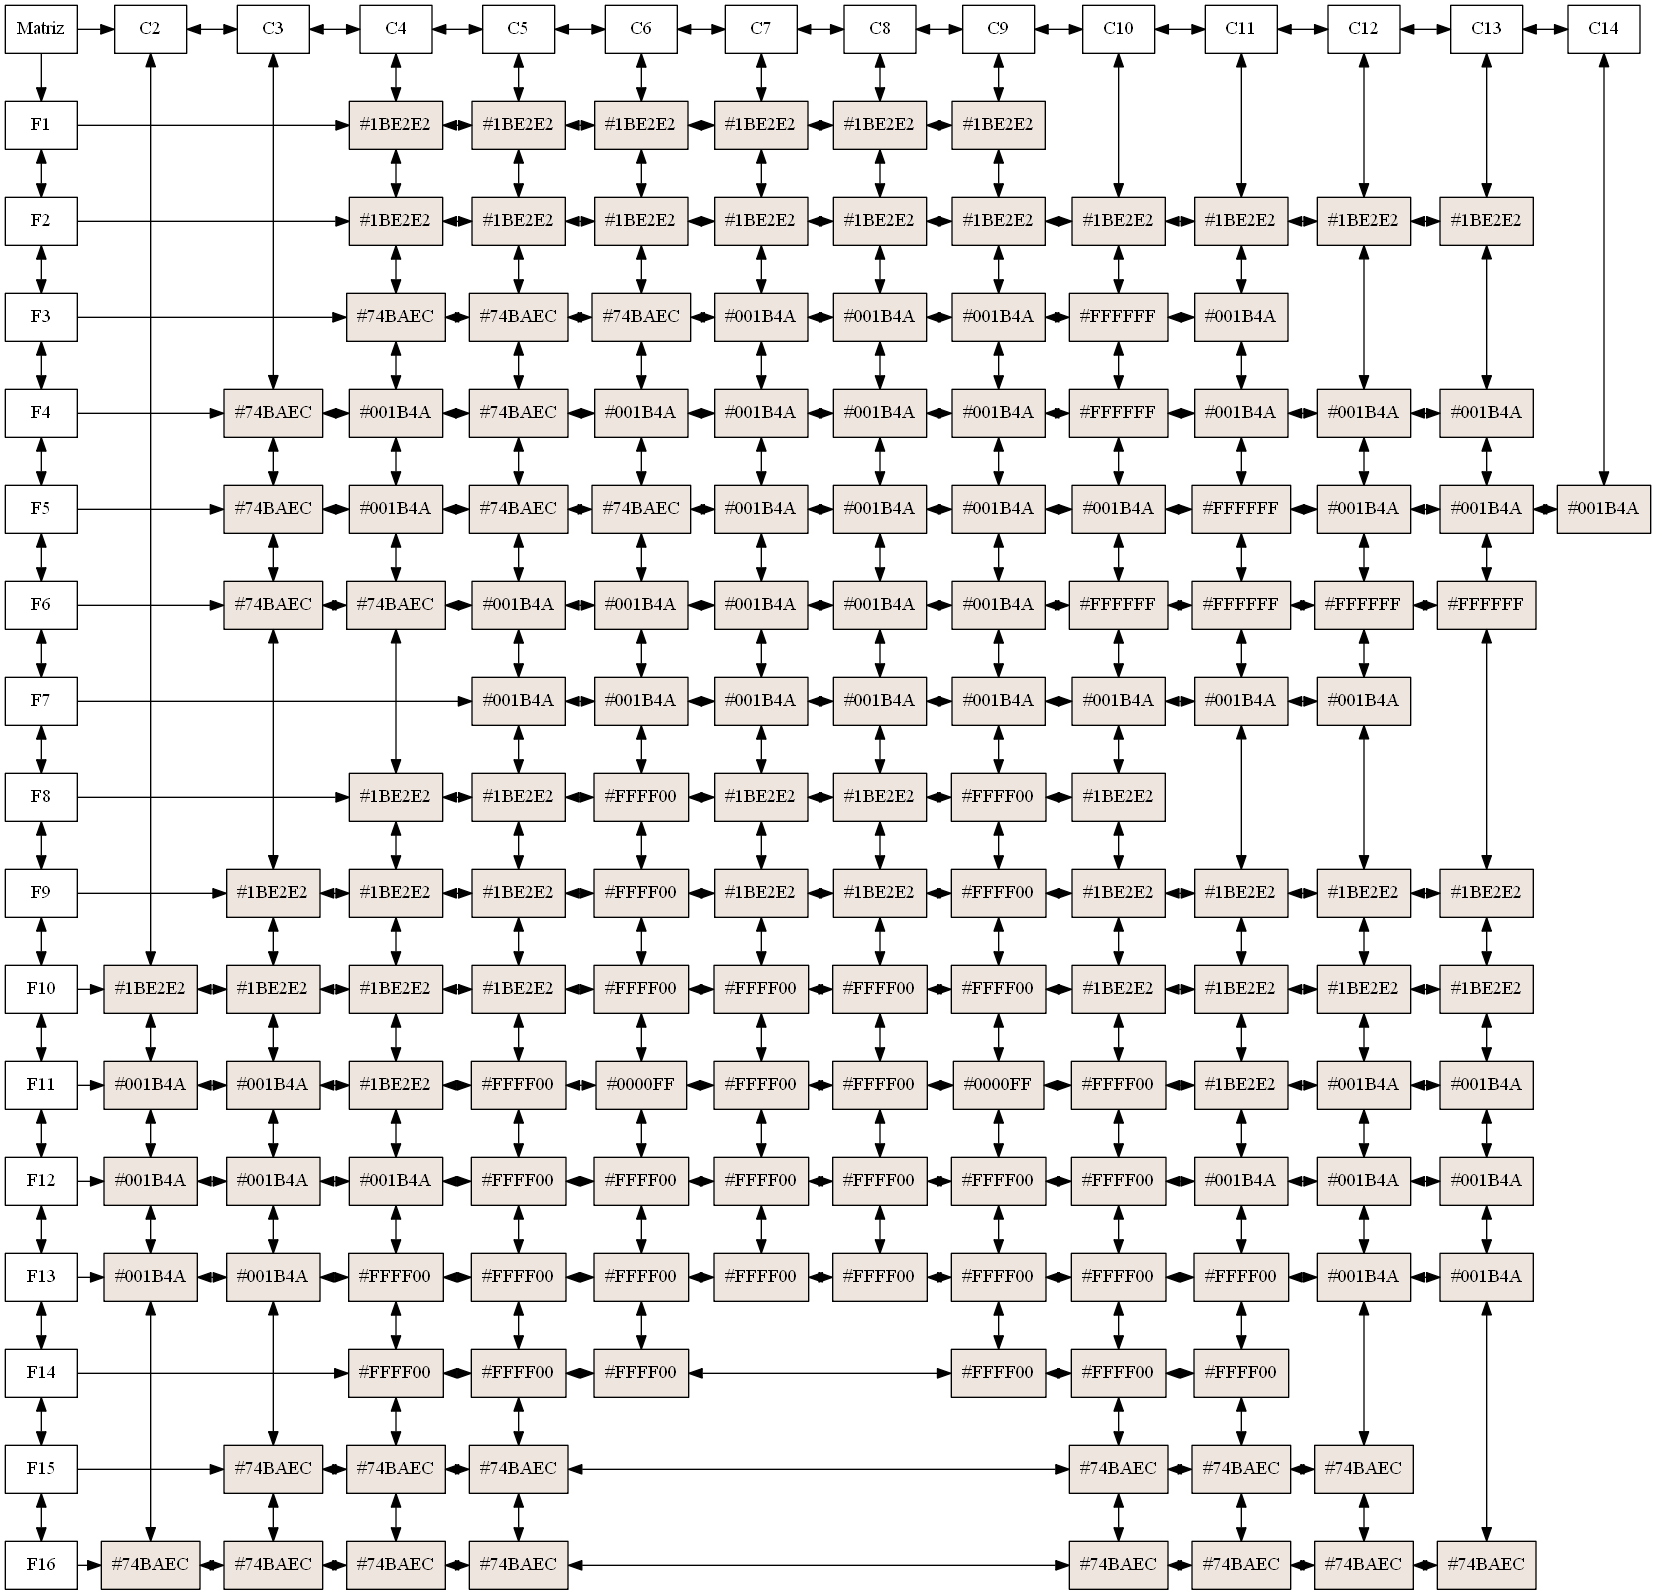 Matriz C2 C3 C4 C5 C6 C7 C8 C9 C10 C11 C12 C13 C14
F1 #1BE2E2 #1BE2E2 #1BE2E2 #1BE2E2 #1BE2E2 #1BE2E2
F2 #1BE2E2 #1BE2E2 #1BE2E2 #1BE2E2 #1BE2E2 #1BE2E2 #1BE2E2 #1BE2E2 #1BE2E2 #1BE2E2
F3 #74BAEC #74BAEC #74BAEC #001B4A #001B4A #001B4A #FFFFFF #001B4A
F4 #74BAEC #001B4A #74BAEC #001B4A #001B4A #001B4A #001B4A #FFFFFF #001B4A #001B4A #001B4A
F5 #74BAEC #001B4A #74BAEC #74BAEC #001B4A #001B4A #001B4A #001B4A #FFFFFF #001B4A #001B4A #001B4A
F6 #74BAEC #74BAEC #001B4A #001B4A #001B4A #001B4A #001B4A #FFFFFF #FFFFFF #FFFFFF #FFFFFF
F7 #001B4A #001B4A #001B4A #001B4A #001B4A #001B4A #001B4A #001B4A
F8 #1BE2E2 #1BE2E2 #FFFF00 #1BE2E2 #1BE2E2 #FFFF00 #1BE2E2
F9 #1BE2E2 #1BE2E2 #1BE2E2 #FFFF00 #1BE2E2 #1BE2E2 #FFFF00 #1BE2E2 #1BE2E2 #1BE2E2 #1BE2E2
F10 #1BE2E2 #1BE2E2 #1BE2E2 #1BE2E2 #FFFF00 #FFFF00 #FFFF00 #FFFF00 #1BE2E2 #1BE2E2 #1BE2E2 #1BE2E2
F11 #001B4A #001B4A #1BE2E2 #FFFF00 #0000FF #FFFF00 #FFFF00 #0000FF #FFFF00 #1BE2E2 #001B4A #001B4A
F12 #001B4A #001B4A #001B4A #FFFF00 #FFFF00 #FFFF00 #FFFF00 #FFFF00 #FFFF00 #001B4A #001B4A #001B4A
F13 #001B4A #001B4A #FFFF00 #FFFF00 #FFFF00 #FFFF00 #FFFF00 #FFFF00 #FFFF00 #FFFF00 #001B4A #001B4A
F14 #FFFF00 #FFFF00 #FFFF00 #FFFF00 #FFFF00 #FFFF00
F15 #74BAEC #74BAEC #74BAEC #74BAEC #74BAEC #74BAEC
F16 #74BAEC #74BAEC #74BAEC #74BAEC #74BAEC #74BAEC #74BAEC #74BAEC